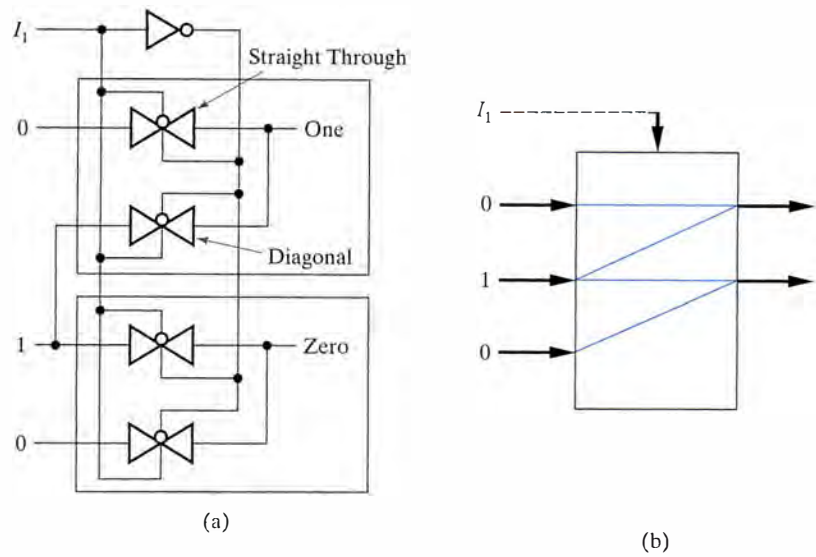 I₁
Straight Through
0
One
Diagonal
1
Zero
0
(a)
I₁
0
1
0
(b)